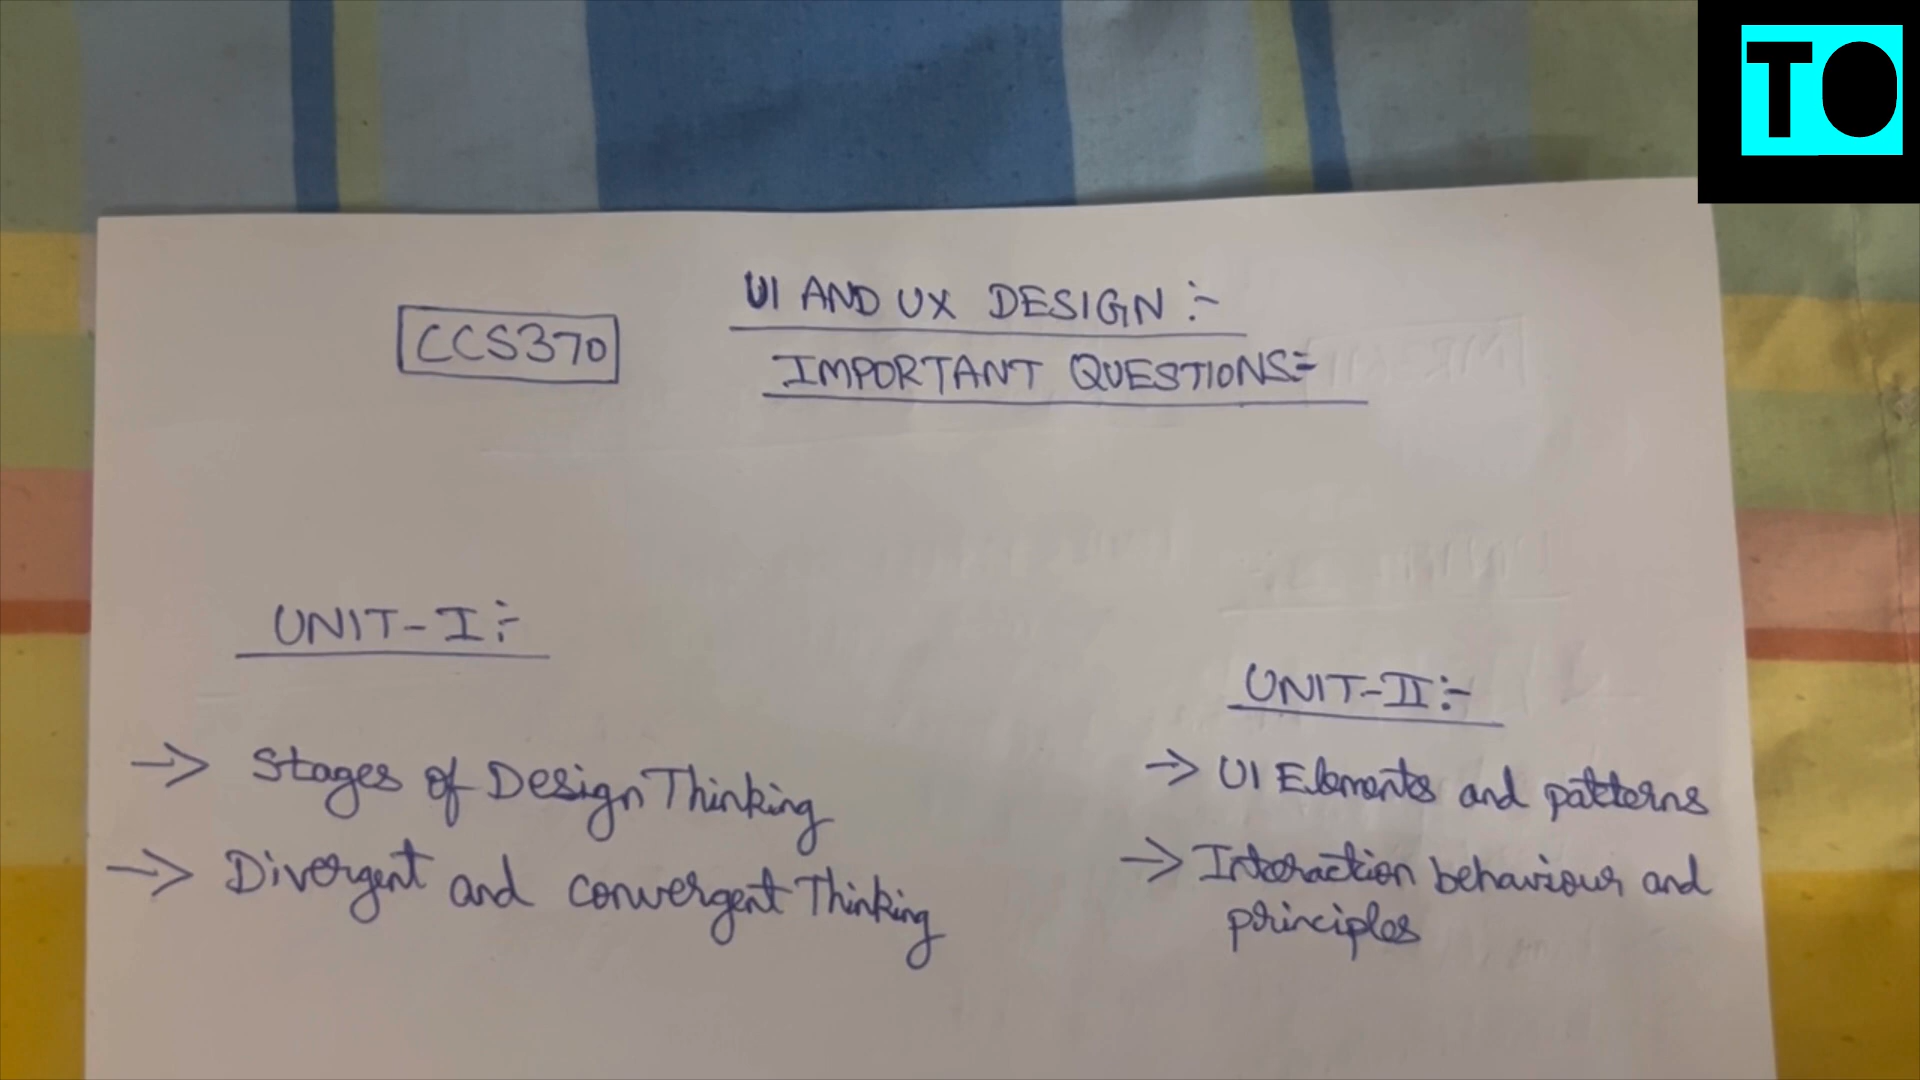 TO
CCS370
UI AND UX DESIGN :-
IMPORTANT QUESTIONS:-
UNIT-I :-
→ Stages of Design Thinking
→ Divergent and convergent Thinking
UNIT-II :-
→ UI Elements and patterns
→ Interaction behaviour and
principles